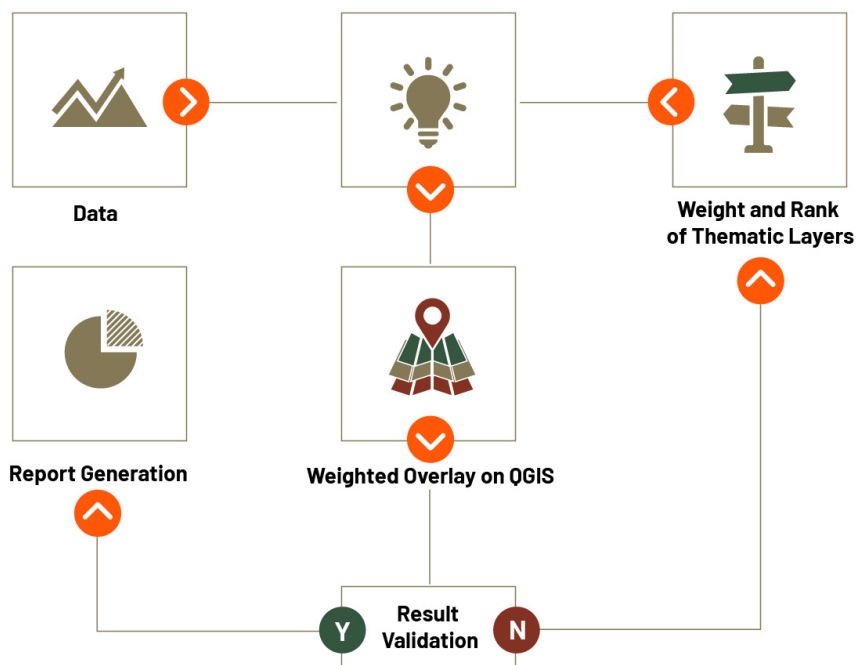 Data
Weight and Rank
of Thematic Layers
Report Generation
Weighted Overlay on QGIS
Y
Result
Validation
N